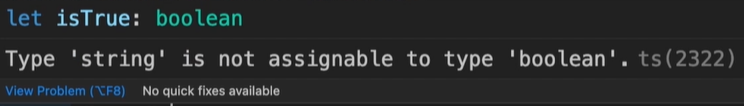 let isTrue: boolean
Type 'string' is not assignable to type 'boolean'. ts(2322)
View Problem (⌥F8) No quick fixes available